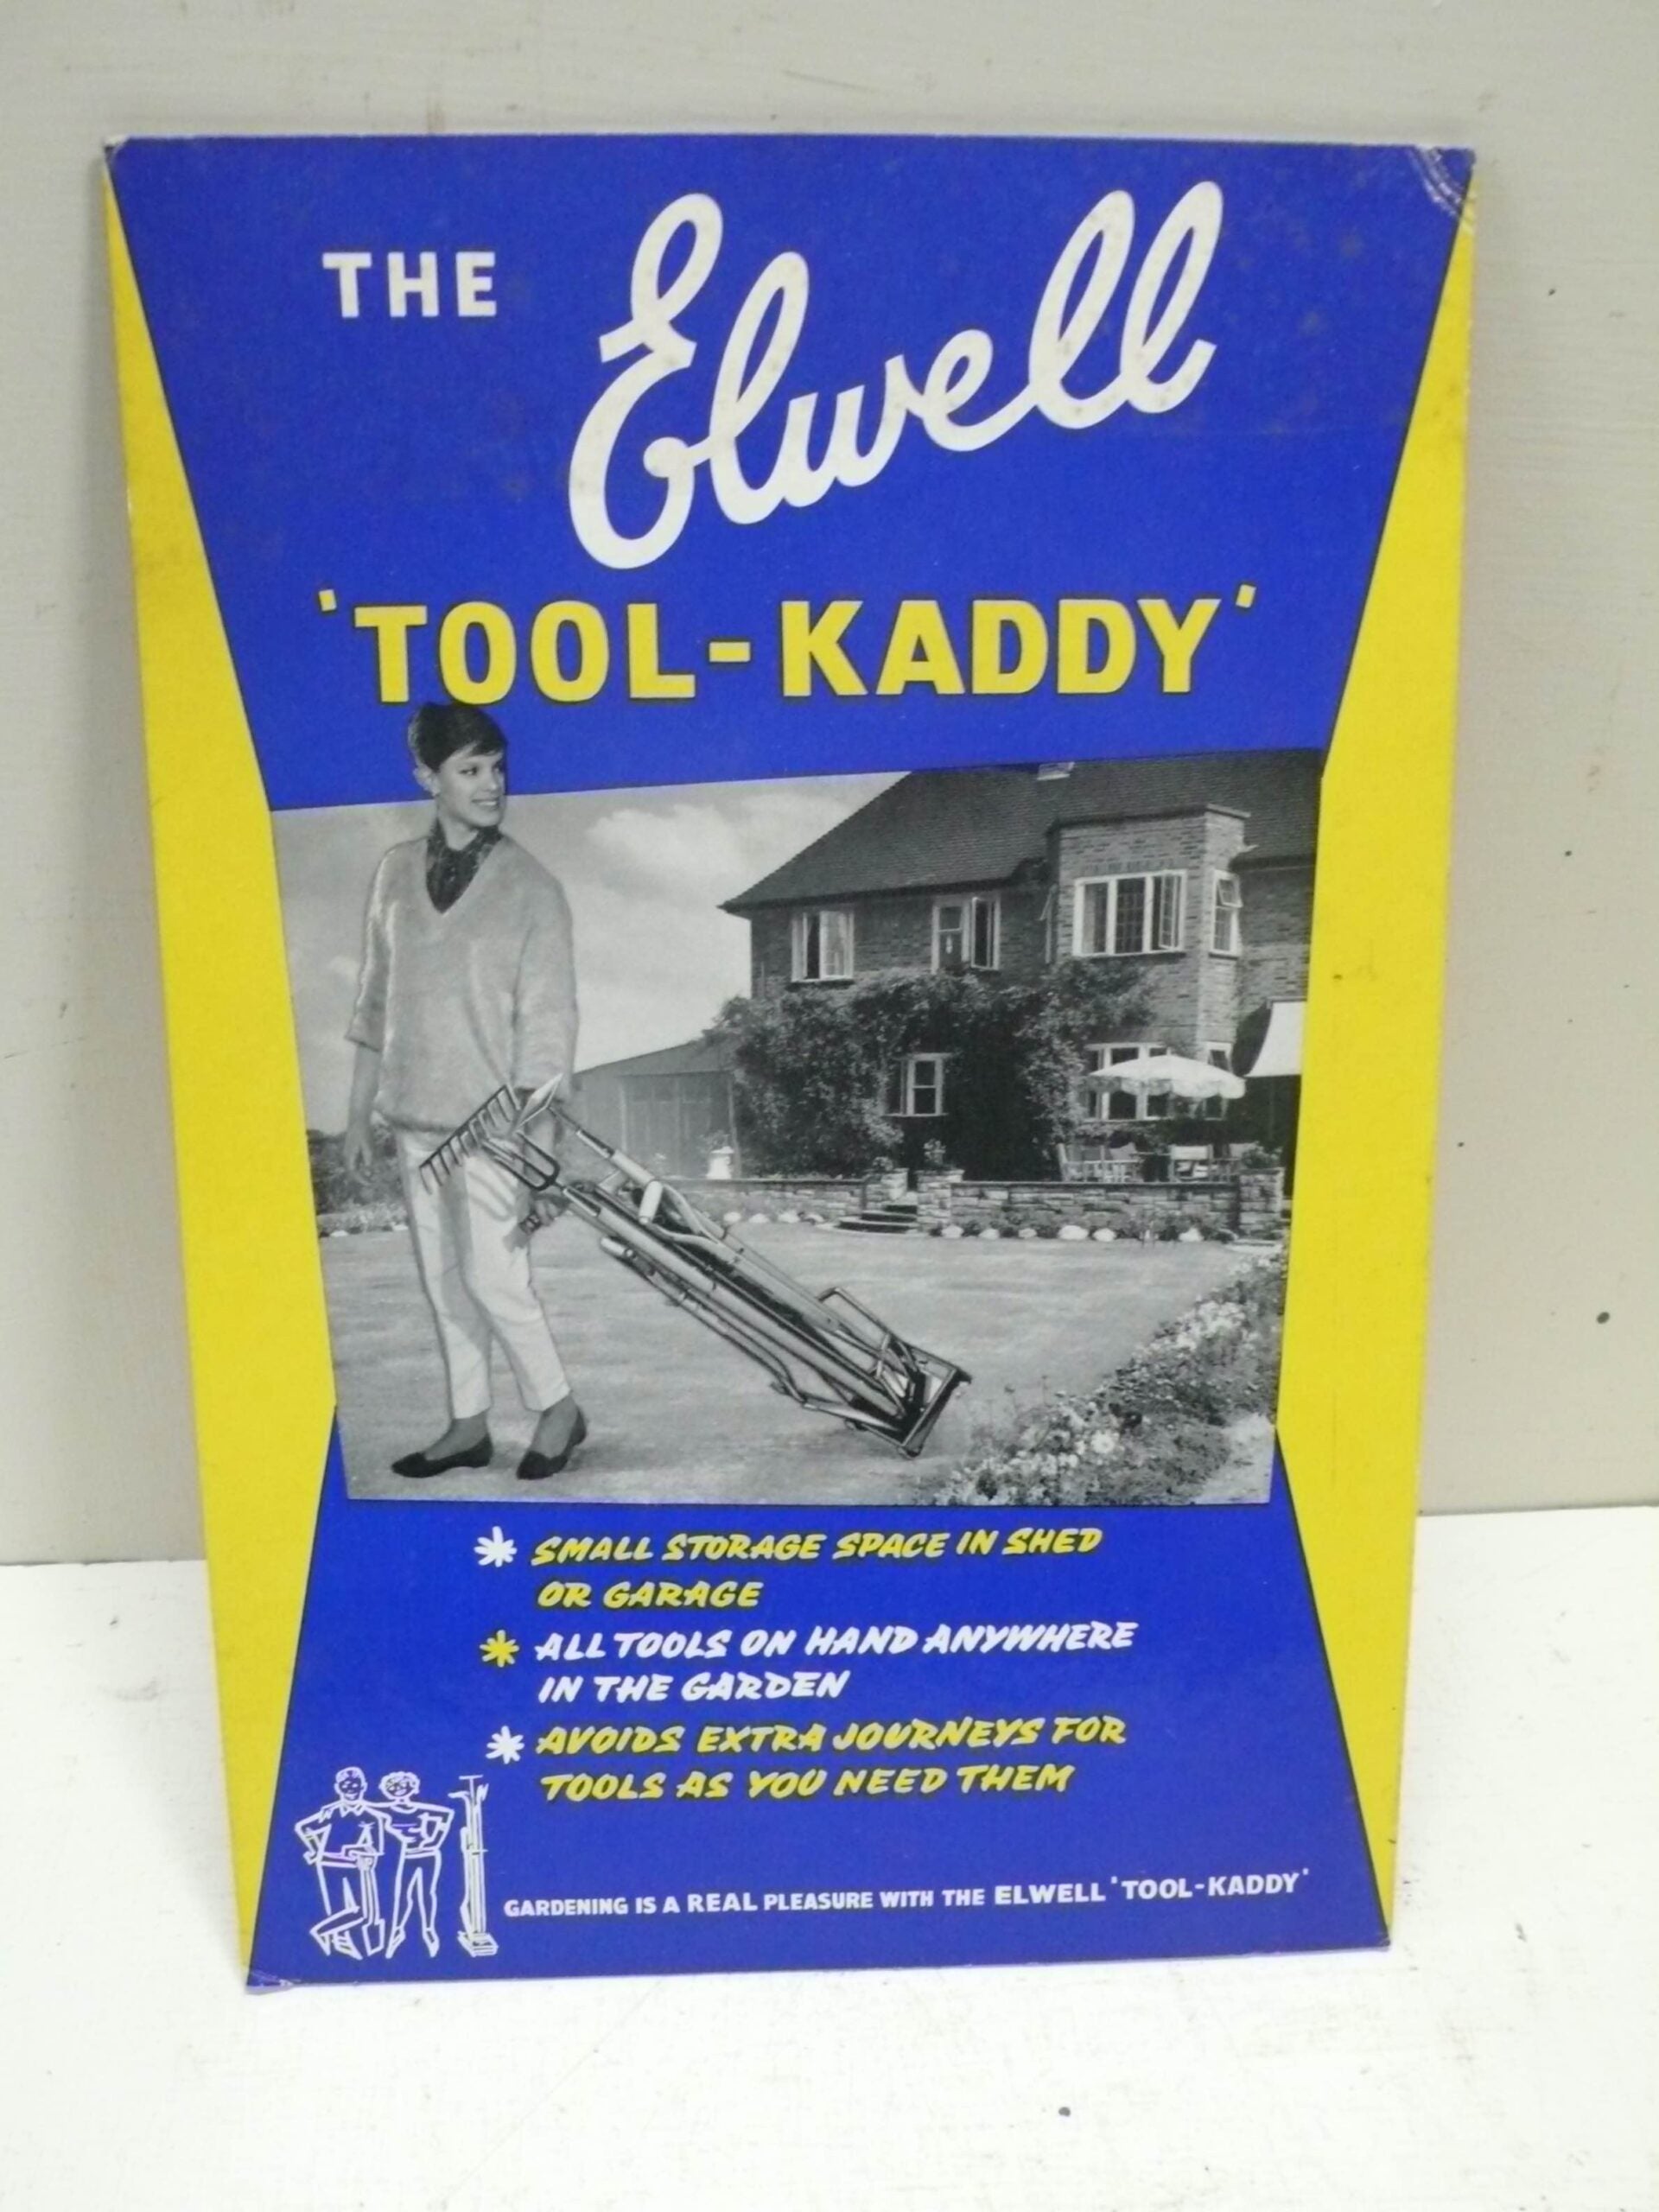 THE Elwell
'TOOL-KADDY'
* SMALL STORAGE SPACE IN SHED
OR GARAGE
* ALL TOOLS ON HAND ANYWHERE
IN THE GARDEN
* AVOIDS EXTRA JOURNEYS FOR
TOOLS AS YOU NEED THEM
GARDENING IS A REAL PLEASURE WITH THE ELWELL 'TOOL-KADDY'